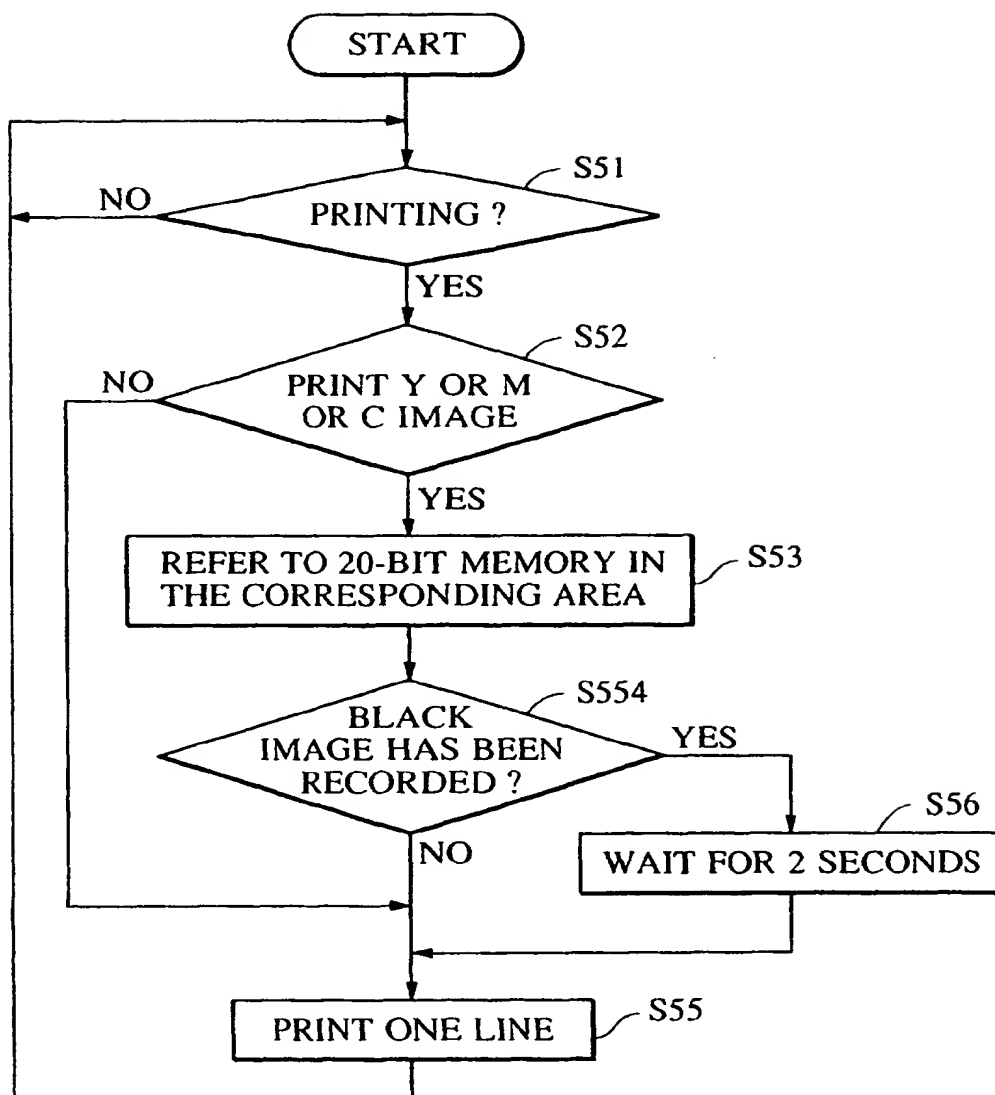 START
S51
NO
PRINTING ?
YES
S52
NO
PRINT Y OR M
OR C IMAGE
YES
S53
REFER TO 20-BIT MEMORY IN
THE CORRESPONDING AREA
S554
BLACK
IMAGE HAS BEEN
RECORDED ?
YES
S56
NO
WAIT FOR 2 SECONDS
S55
PRINT ONE LINE